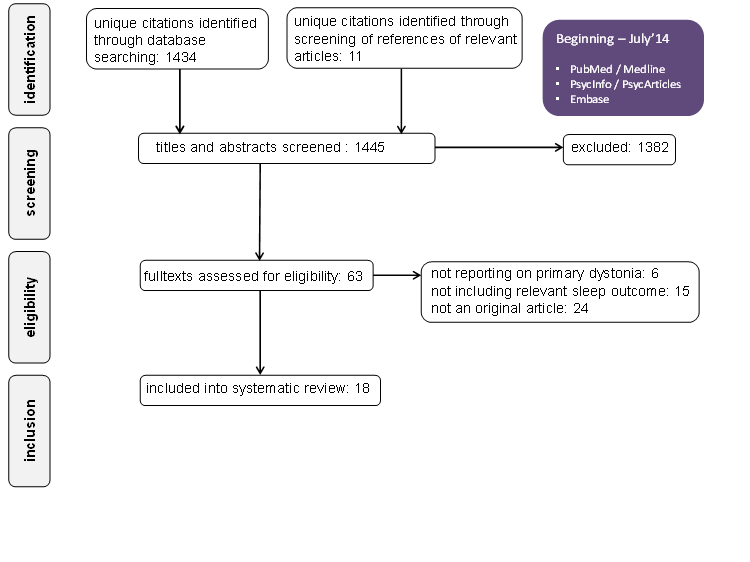 identification
unique citations identified
through database
searching: 1434
unique citations identified through
screening of references of relevant
articles: 11
Beginning – July'14
▪ PubMed / Medline
▪ PsycInfo / PsycArticles
▪ Embase
screening
titles and abstracts screened : 1445
excluded: 1382
eligibility
fulltexts assessed for eligibility: 63
not reporting on primary dystonia: 6
not including relevant sleep outcome: 15
not an original article: 24
inclusion
included into systematic review: 18